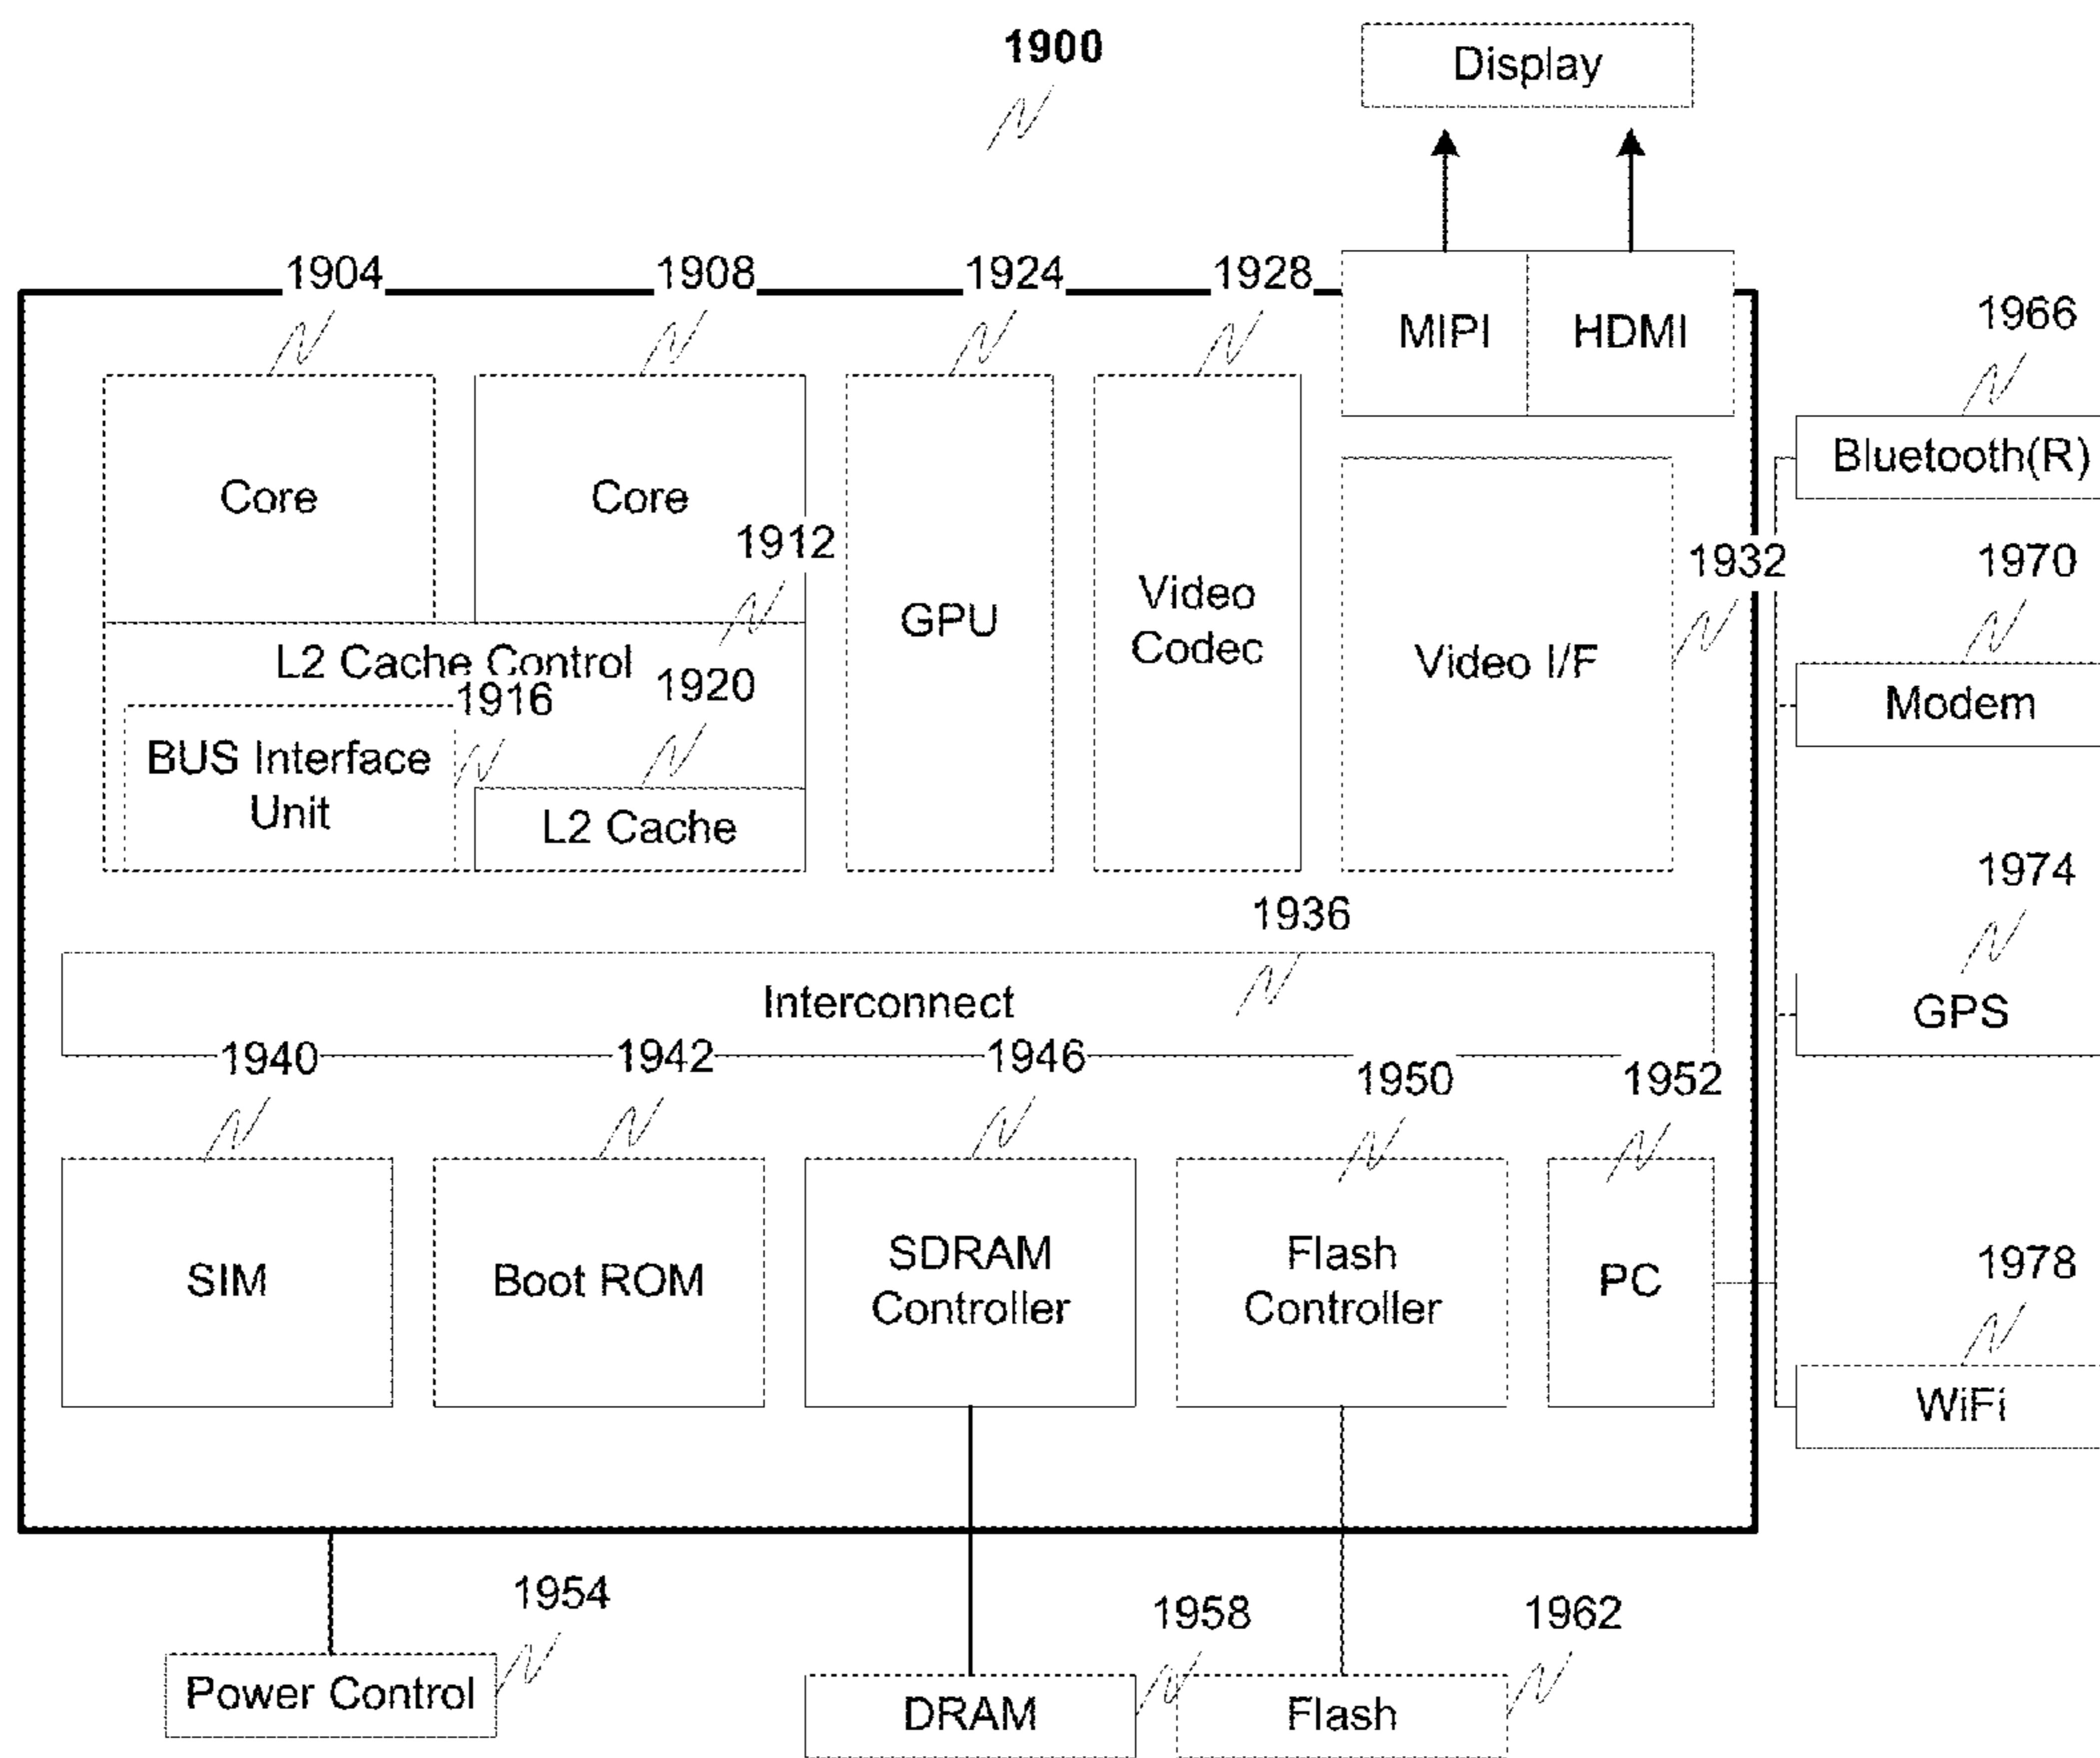 1900
Display
1904
1908
1924
1928
MIPI
HDMI
1966
Bluetooth(R)
Core
Core
1912
1932
1970
GPU
Video
Codec
Video I/F
Modem
L2 Cache Control
1916
1920
BUS Interface
Unit
L2 Cache
1974
1936
Interconnect
GPS
1940
1942
1946
1950
1952
SIM
Boot ROM
SDRAM
Controller
Flash
Controller
PC
1978
WiFi
1954
1958
1962
Power Control
DRAM
Flash